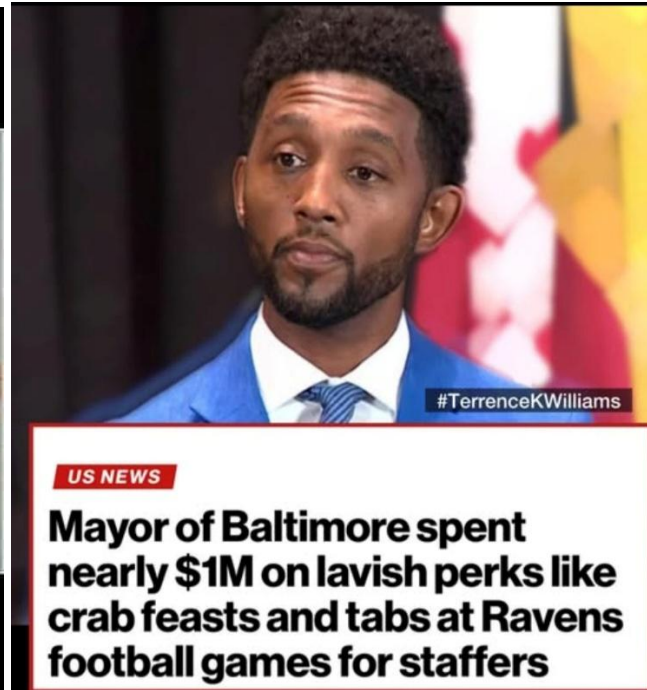 #TerrenceKWilliams
US NEWS
Mayor of Baltimore spent
nearly $1M on lavish perks like
crab feasts and tabs at Ravens
football games for staffers